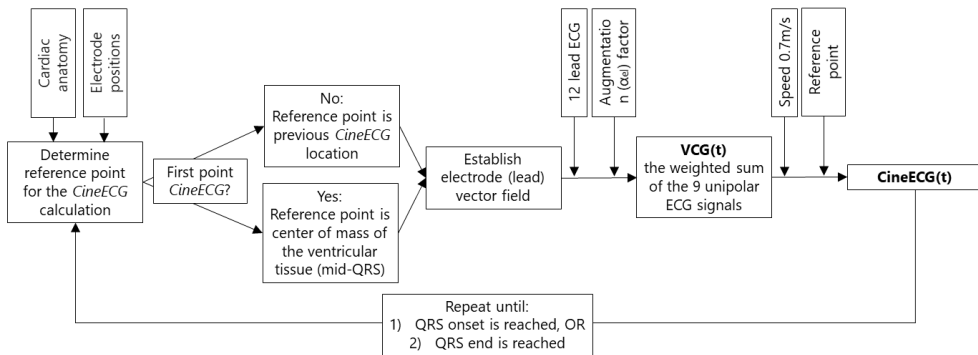 Cardiac
anatomy
Electrode
positions
Determine
reference point
for the CineECG
calculation
First point
CineECG?
No:
Reference point is
previous CineECG
location
Yes:
Reference point is
center of mass of
the ventricular
tissue (mid-QRS)
Establish
electrode (lead)
vector field
12 lead ECG
Augmentatio
n (αel) factor
VCG(t)
the weighted sum
of the 9 unipolar
ECG signals
Speed 0.7m/s
Reference
point
CineECG(t)
Repeat until:
1) QRS onset is reached, OR
2) QRS end is reached